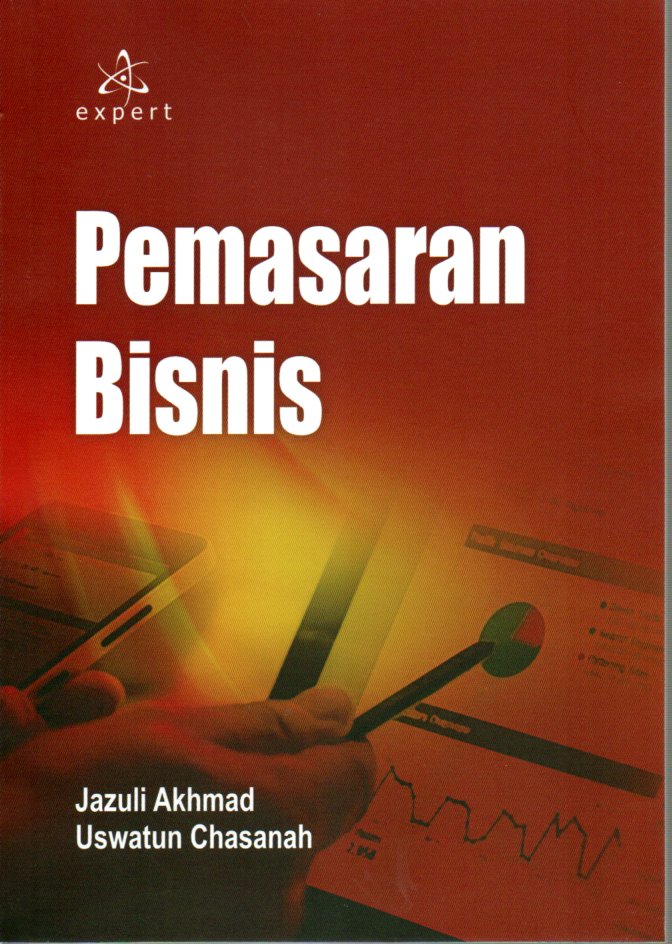 expert
Pemasaran
Bisnis
Jazuli Akhmad
Uswatun Chasanah